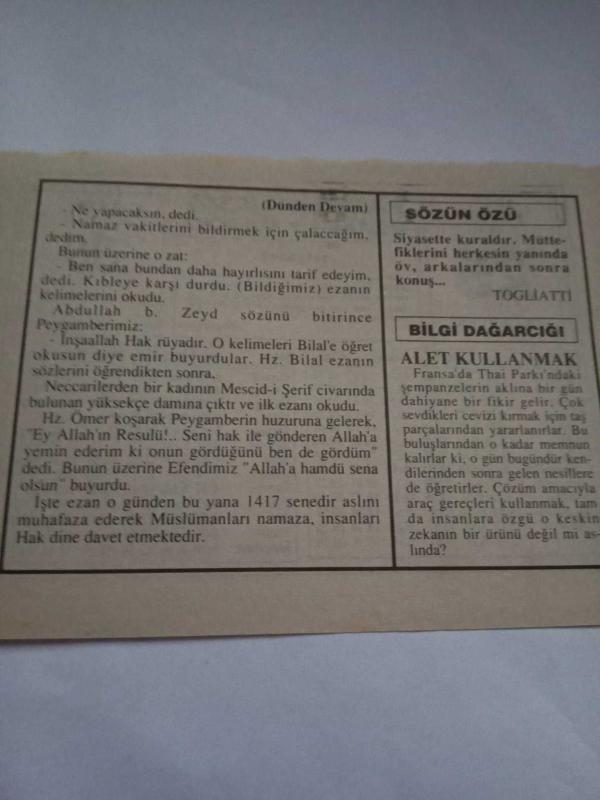 (Dünden Devam)
- Ne yapacaksın, dedi.
- Namaz vakitlerini bildirmek için çalaccağım,
dedim.
Bunun üzerine o zat:
- Ben sana bundan daha hayırlısını tarif edeyim,
dedi. Kıbleye karşı durdu. (Bildiğimiz) ezanın
kelimelerini okudu.
Abdullah b. Zeyd sözünü bitirince
Peygamberimiz:
- İnşaallah Hak rüyadır. O kelimeleri Bilal'e öğret
okusun diye emir buyurdular. Hz. Bilal ezanın
sözlerini öğrendikten sonra.
Neccarilerden bir kadının Mescid-i Şerif civarında
bulunan yüksekçe damına çıktı ve ilk ezanı okudu.
Hz. Ömer koşarak Peygamberin huzuruna gelerek,
"Ey Allah'ın Resulü!.. Seni hak ile gönderen Allah'a
yemin ederim ki onun gördüğünü ben de gördüm"
dedi. Bunun üzerine Efendimiz "Allah'a hamdü sena
olsun" buyurdu.
İşte ezan o günden bu yana 1417 senedir aslını
muhafaza ederek Müslümanları namaza, insanları
Hak dine davet etmektedir.
SÖZÜN ÖZÜ
Siyasette kuraldır. Mütte-
fiklerini herkesin yanında
öv, arkalarından sonra
konuş...
TOGLİATTİ
BİLGİ DAĞARCIĞI
ALET KULLANMAK
Fransa'da Thai Parkı'ndaki
şempanzelerin aklına bir gün
dahiyane bir fikir gelir. Çok
sevdikleri cevizi kırmak için taş
parçalarından yararlanırlar. Bu
buluşlarından o kadar memnun
kalırlar ki, o gün bugündür ken-
dilerinden sonra gelen nesillere
de öğretirler. Çözüm amacıyla
araç gereçleri kullanmak, tam
da insanlara özgü o keskin
zekanın bir ürünü değil mi as-
lında?